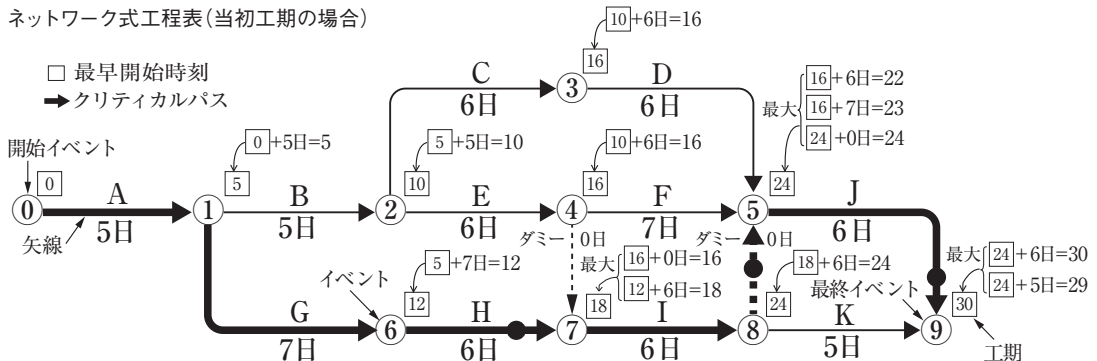 ネットワーク式工程表(当初工期の場合)
□ 最早開始時刻
クリティカルパス
10+6日=16
16
C
6日
3
D
6日
最大
16+6日=22
16+7日=23
24+0日=24
24
開始イベント
0
0
A
5日
矢線
0+5日=5
5
1
B
5日
5+5日=10
10
2
E
6日
10+6日=16
16
4
F
7日
5
J
6日
ダミー 0日
ダミー 0日
イベント
5+7日=12
12
最大
16+0日=16
12+6日=18
18
18+6日=24
24
最終イベント
最大
24+6日=30
24+5日=29
30
G
7日
6
H
6日
7
I
6日
8
K
5日
9
工期